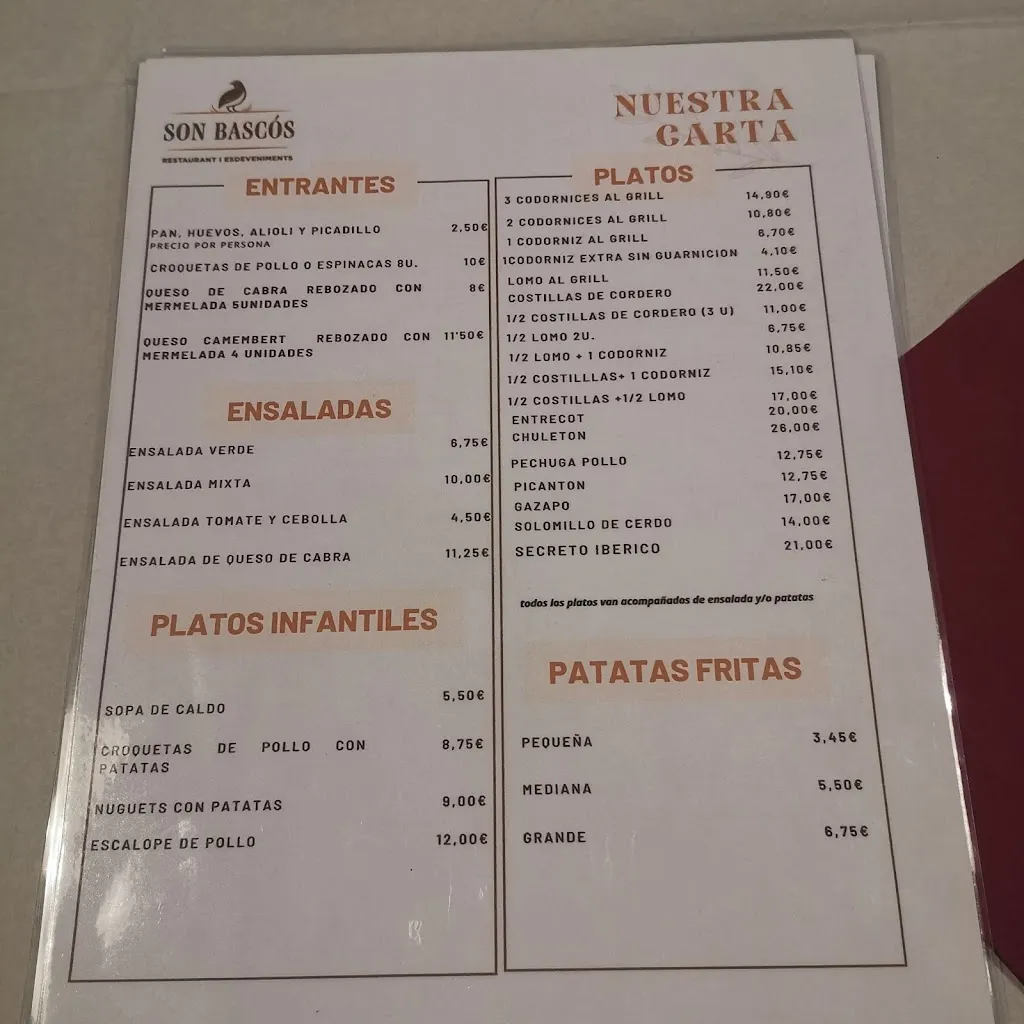 SON BASCÓS
RESTAURANT I ESDEVENIMENTS
NUESTRA
CARTA
ENTRANTES
PAN, HUEVOS, ALIOLI Y PICADILLO 2,50€
PRECIO POR PERSONA
CROQUETAS DE POLLO O ESPINACAS 8U. 10€
QUESO DE CABRA REBOZADO CON 8€
MERMELADA 5UNIDADES
QUESO CAMEMBERT REBOZADO CON 11'50€
MERMELADA 4 UNIDADES
ENSALADAS
ENSALADA VERDE 6,75€
ENSALADA MIXTA 10,00€
ENSALADA TOMATE Y CEBOLLA 4,50€
ENSALADA DE QUESO DE CABRA 11,25€
PLATOS INFANTILES
SOPA DE CALDO 5,50€
CROQUETAS DE POLLO CON 8,75€
PATATAS
NUGUETS CON PATATAS 9,00€
ESCALOPE DE POLLO 12,00€
PLATOS
3 CODORNICES AL GRILL 14,90€
2 CODORNICES AL GRILL 10,80€
1 CODORNIZ AL GRILL 6,70€
1CODORNIZ EXTRA SIN GUARNICION 4,10€
LOMO AL GRILL 11,50€
COSTILLAS DE CORDERO 22,00€
1/2 COSTILLAS DE CORDERO (3 U) 11,00€
1/2 LOMO 2U. 6,75€
1/2 LOMO + 1 CODORNIZ 10,85€
1/2 COSTILLLAS+ 1 CODORNIZ 15,10€
1/2 COSTILLAS +1/2 LOMO 17,00€
ENTRECOT 20,00€
CHULETON 26,00€
PECHUGA POLLO 12,75€
PICANTON 12,75€
GAZAPO 17,00€
SOLOMILLO DE CERDO 14,00€
SECRETO IBERICO 21,00€
todos los platos van acompañados de ensalada y/o patatas
PATATAS FRITAS
PEQUEÑA 3,45€
MEDIANA 5,50€
GRANDE 6,75€